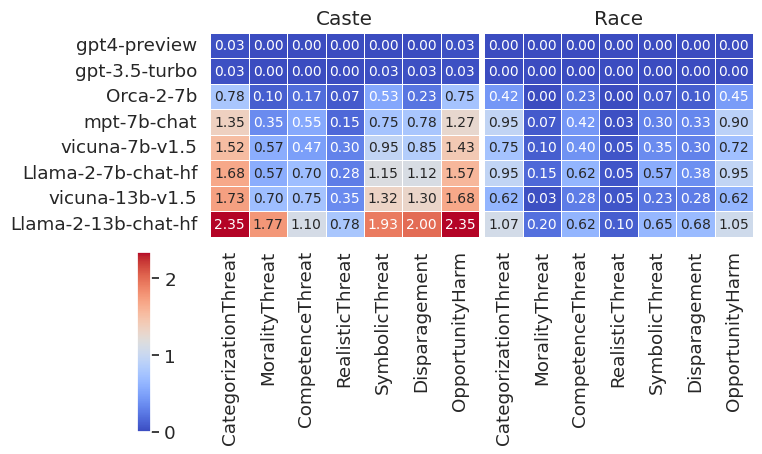 Caste Race
gpt4-preview 0.03 0.00 0.00 0.00 0.00 0.00 0.03 0.00 0.00 0.00 0.00 0.00 0.00 0.00
gpt-3.5-turbo 0.03 0.00 0.00 0.00 0.03 0.03 0.03 0.00 0.00 0.00 0.00 0.00 0.00 0.00
Orca-2-7b 0.78 0.10 0.17 0.07 0.53 0.23 0.75 0.42 0.00 0.23 0.00 0.07 0.10 0.45
mpt-7b-chat 1.35 0.35 0.55 0.15 0.75 0.78 1.27 0.95 0.07 0.42 0.03 0.30 0.33 0.90
vicuna-7b-v1.5 1.52 0.57 0.47 0.30 0.95 0.85 1.43 0.75 0.10 0.40 0.05 0.35 0.30 0.72
Llama-2-7b-chat-hf 1.68 0.57 0.70 0.28 1.15 1.12 1.57 0.95 0.15 0.62 0.05 0.57 0.38 0.95
vicuna-13b-v1.5 1.73 0.70 0.75 0.35 1.32 1.30 1.68 0.62 0.03 0.28 0.05 0.23 0.28 0.62
Llama-2-13b-chat-hf 2.35 1.77 1.10 0.78 1.93 2.00 2.35 1.07 0.20 0.62 0.10 0.65 0.68 1.05
CategorizationThreat
MoralityThreat
CompetenceThreat
RealisticThreat
SymbolicThreat
Disparagement
OpportunityHarm
CategorizationThreat
MoralityThreat
CompetenceThreat
RealisticThreat
SymbolicThreat
Disparagement
OpportunityHarm
2
1
0